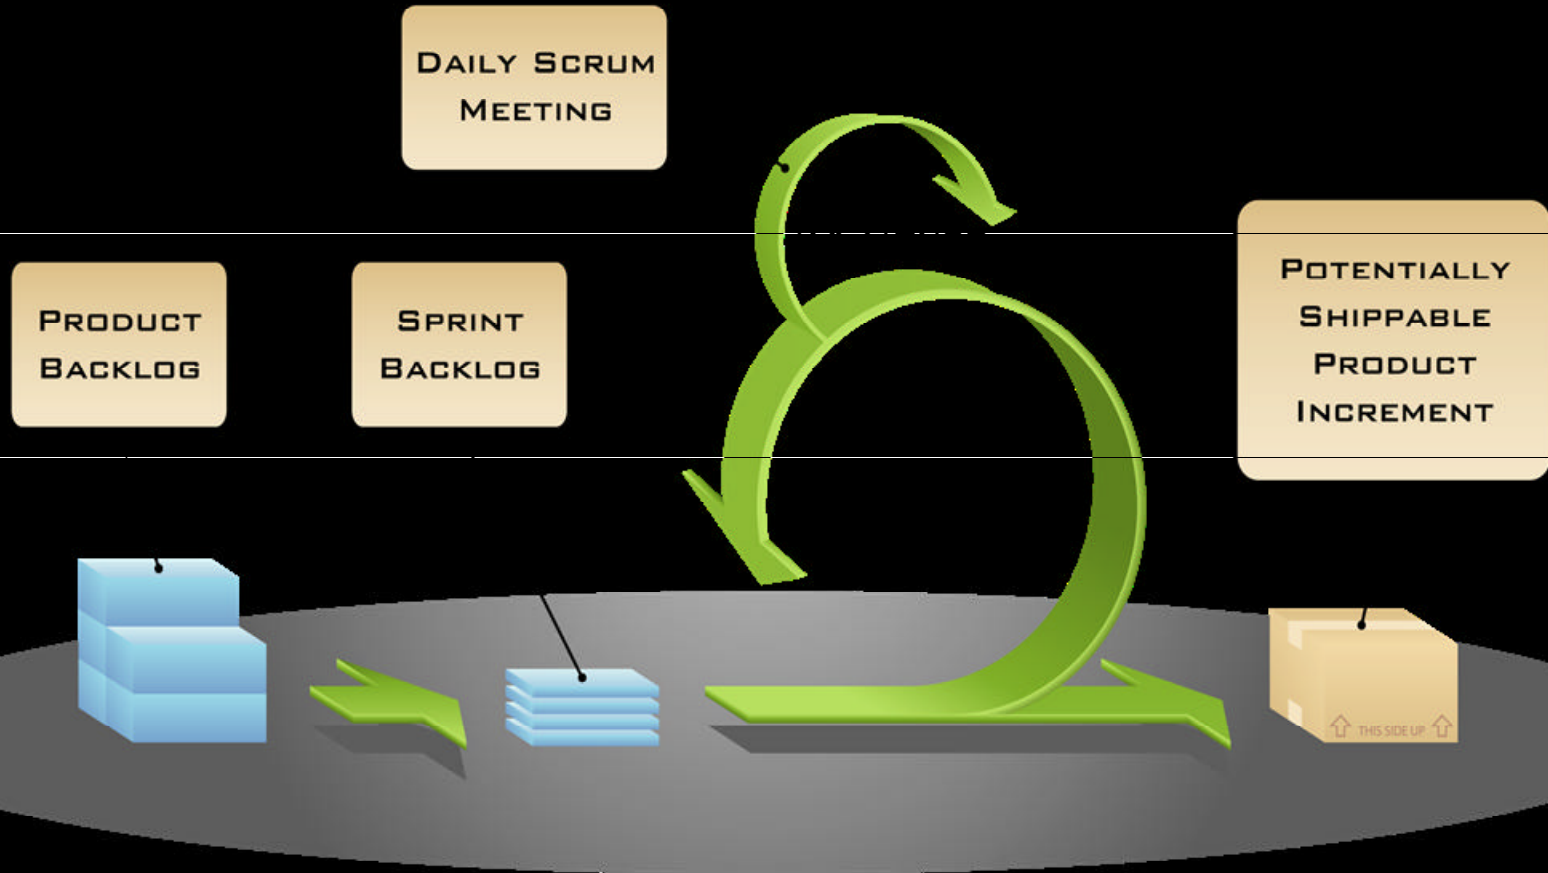 DAILY SCRUM
MEETING
PRODUCT
BACKLOG
SPRINT
BACKLOG
POTENTIALLY
SHIPPABLE
PRODUCT
INCREMENT
THIS SIDE UP